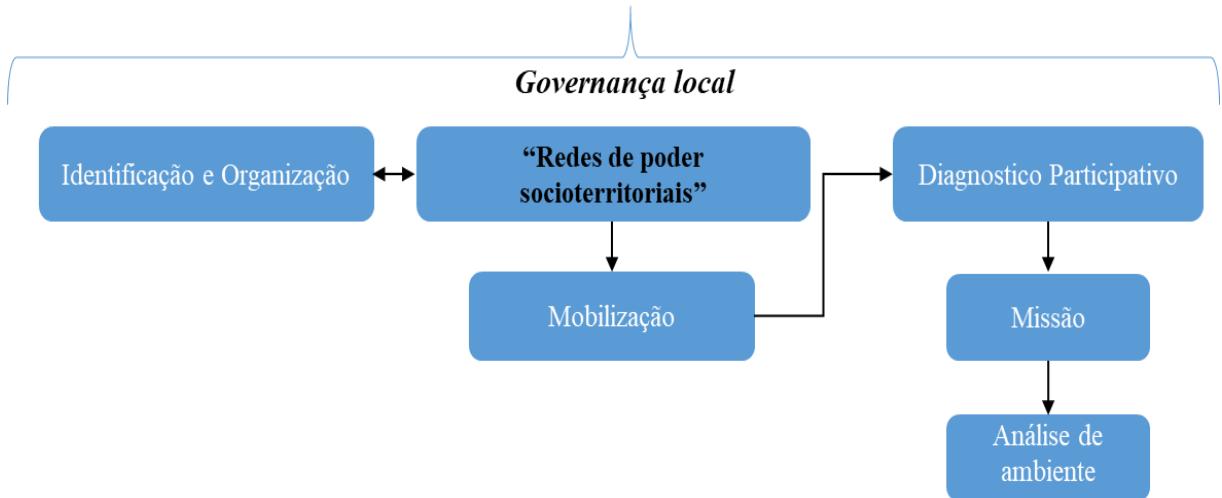 Governança local
Identificação e Organização
“Redes de poder
socioterritoriais”
Diagnostico Participativo
Mobilização
Missão
Análise de
ambiente